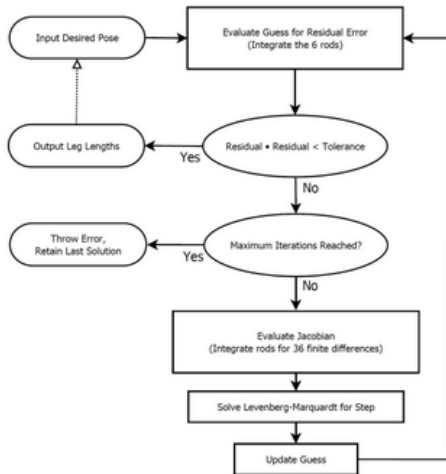 Input Desired Pose
Evaluate Guess for Residual Error
(Integrate the 6 rods)
Output Leg Lengths
Yes
Residual • Residual < Tolerance
No
Throw Error,
Retain Last Solution
Yes
Maximum Iterations Reached?
No
Evaluate Jacobian
(Integrate rods for 36 finite differences)
Solve Levenberg-Marquardt for Step
Update Guess